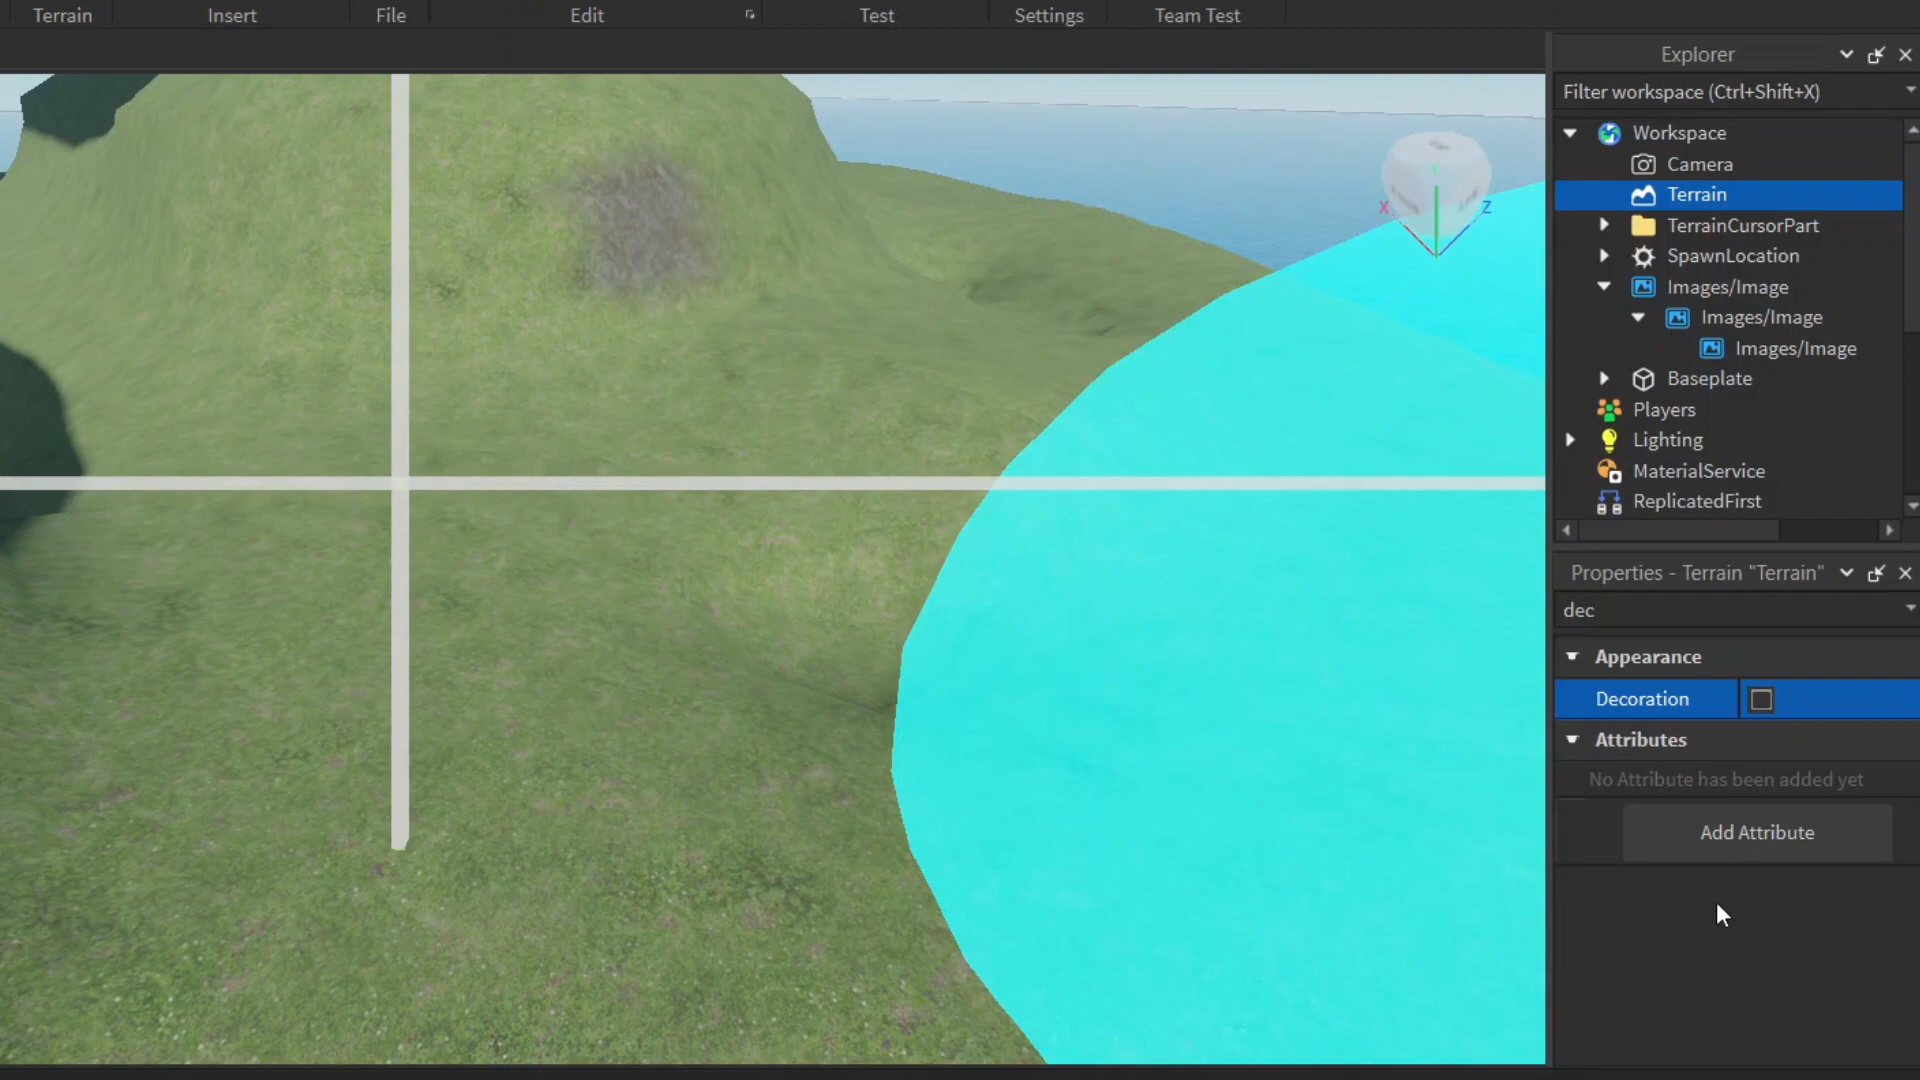 Terrain
Insert
File
Edit
Test
Settings
Team Test
Explorer
Filter workspace (Ctrl+Shift+X)
Workspace
Camera
Terrain
TerrainCursorPart
SpawnLocation
Images/Image
Images/Image
Images/Image
Baseplate
Players
Lighting
MaterialService
ReplicatedFirst
X
Z
Properties - Terrain "Terrain"
dec
Appearance
Decoration
Attributes
No Attribute has been added yet
Add Attribute